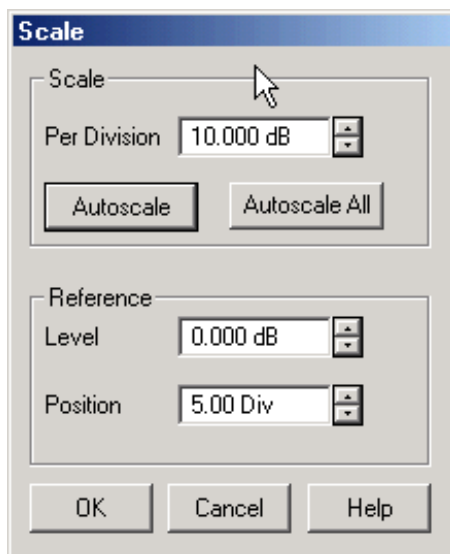 Scale
Scale
Per Division 10.000 dB
Autoscale Autoscale All
Reference
Level 0.000 dB
Position 5.00 Div
OK Cancel Help